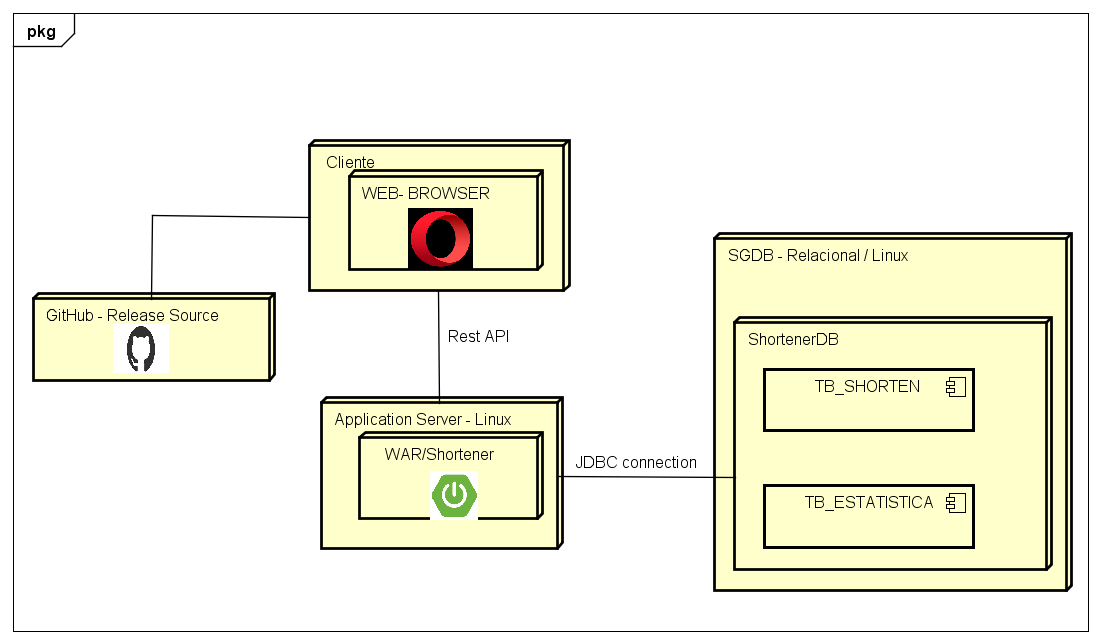 pkg
Cliente
WEB- BROWSER
GitHub - Release Source
Rest API
Application Server - Linux
WAR/Shortener
JDBC connection
SGDB - Relacional / Linux
ShortenerDB
TB_SHORTEN
TB_ESTATISTICA